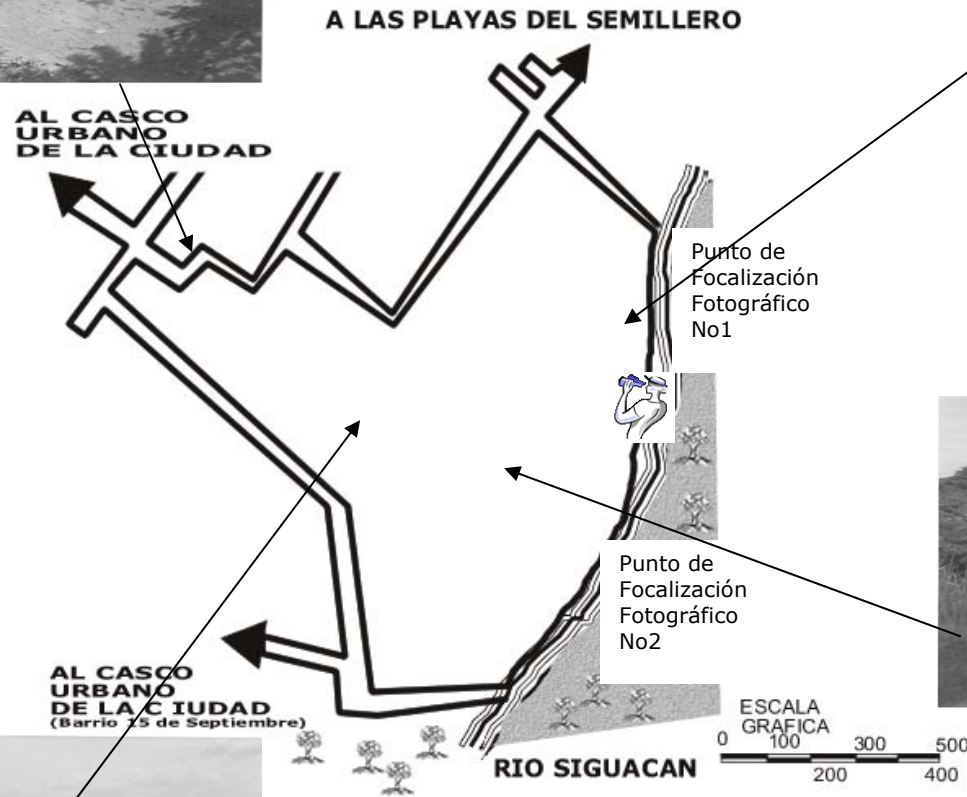 A LAS PLAYAS DEL SEMILLERO
AL CASCO
URBANO
DE LA CIUDAD
Punto de
Focalización
Fotográfico
No1
Punto de
Focalización
Fotográfico
No2
AL CASCO
URBANO
DE LA C IUDAD
(Barrio 15 de Septiembre)
RIO SIGUACAN
ESCALA
GRAFICA
0 100 300 500
200 400